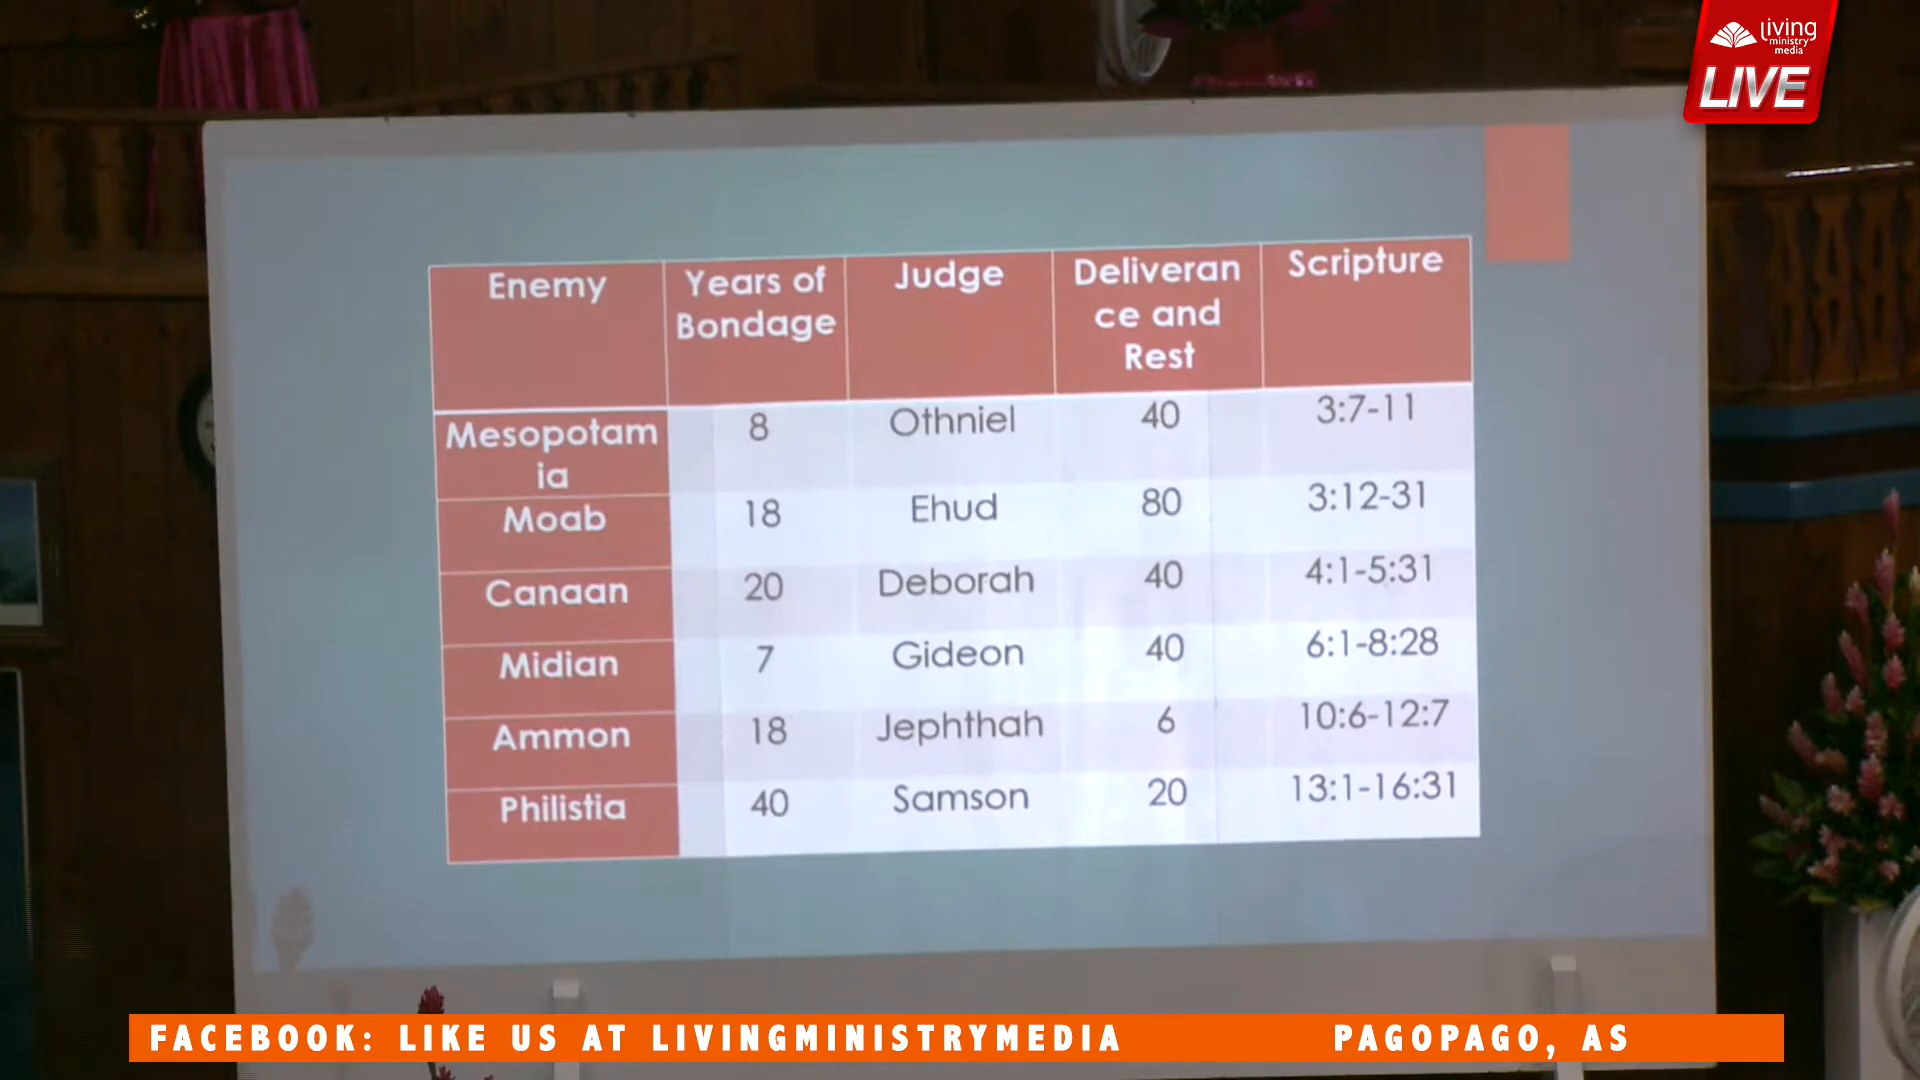 living
ministry
media
LIVE
Enemy
Years of
Bondage
Judge
Deliveran
ce and
Rest
Scripture
Mesopotam
ia
8
Othniel
40
3:7-11
Moab
18
Ehud
80
3:12-31
Canaan
20
Deborah
40
4:1-5:31
Midian
7
Gideon
40
6:1-8:28
Ammon
18
Jephthah
6
10:6-12:7
Philistia
40
Samson
20
13:1-16:31
FACEBOOK: LIKE US AT LIVINGMINISTRYMEDIA
PAGOPAGO, AS